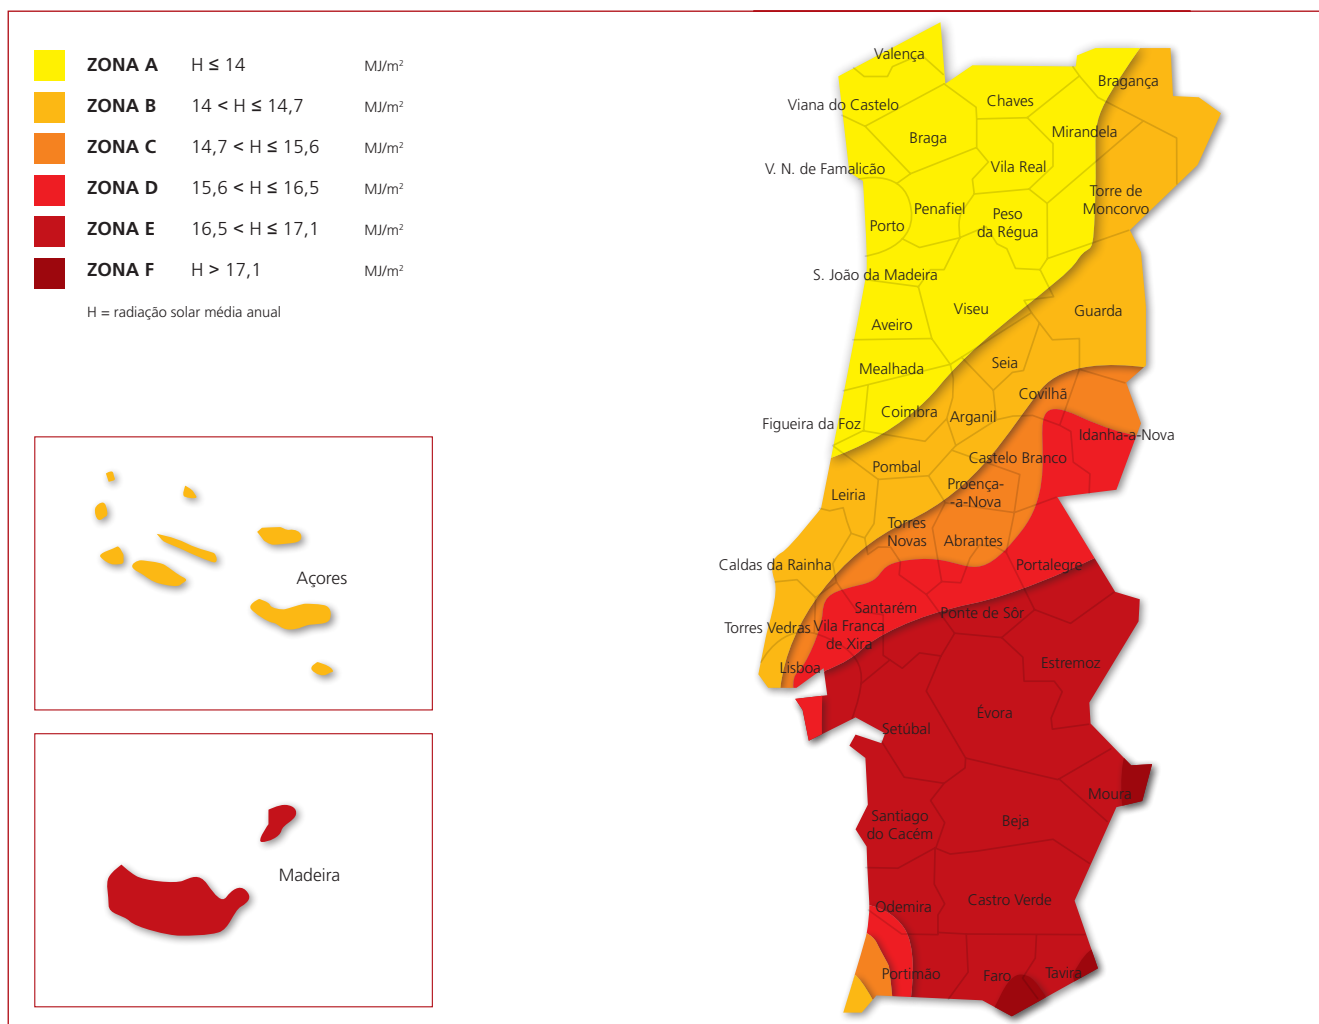 ZONA A H ≤ 14 MJ/m²
ZONA B 14 < H ≤ 14,7 MJ/m²
ZONA C 14,7 < H ≤ 15,6 MJ/m²
ZONA D 15,6 < H ≤ 16,5 MJ/m²
ZONA E 16,5 < H ≤ 17,1 MJ/m²
ZONA F H > 17,1 MJ/m²
H = radiação solar média anual
Açores
Madeira
Valença
Bragança
Viana do Castelo
Chaves
Braga
Mirandela
V. N. de Famalicão
Vila Real
Penafiel
Torre de
Moncorvo
Porto
Peso
da Régua
S. João da Madeira
Viseu
Guarda
Aveiro
Mealhada
Seia
Covilhã
Figueira da Foz
Coimbra
Arganil
Idanha-a-Nova
Pombal
Castelo Branco
Leiria
Proença-
-a-Nova
Torres
Novas
Abrantes
Caldas da Rainha
Portalegre
Santarém
Ponte de Sôr
Torres Vedras
Vila Franca
de Xira
Lisboa
Estremoz
Setúbal
Évora
Moura
Santiago
do Cacém
Beja
Odemira
Castro Verde
Portimão
Faro
Tavira